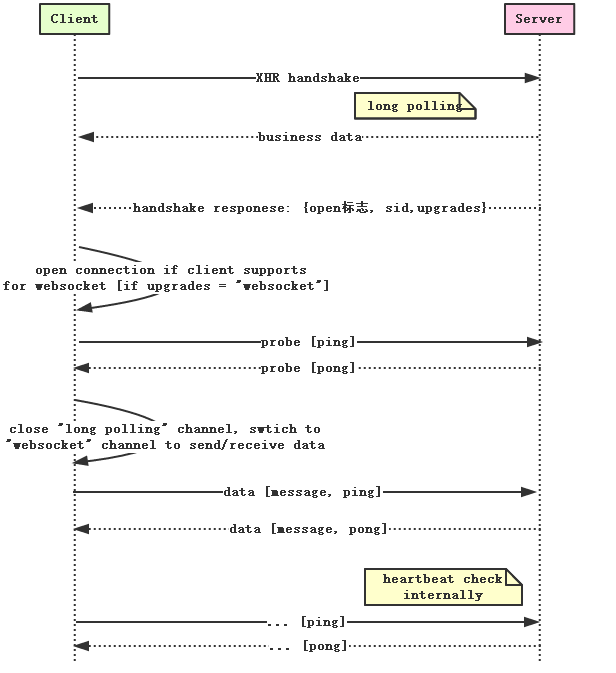 Client
Server
XHR handshake
long polling
business data
handshake responese: {open标志, sid,upgrades}
open connection if client supports
for websocket [if upgrades = "websocket"]
probe [ping]
probe [pong]
close "long polling" channel, swtich to
"websocket" channel to send/receive data
data [message, ping]
data [message, pong]
heartbeat check
internally
... [ping]
... [pong]